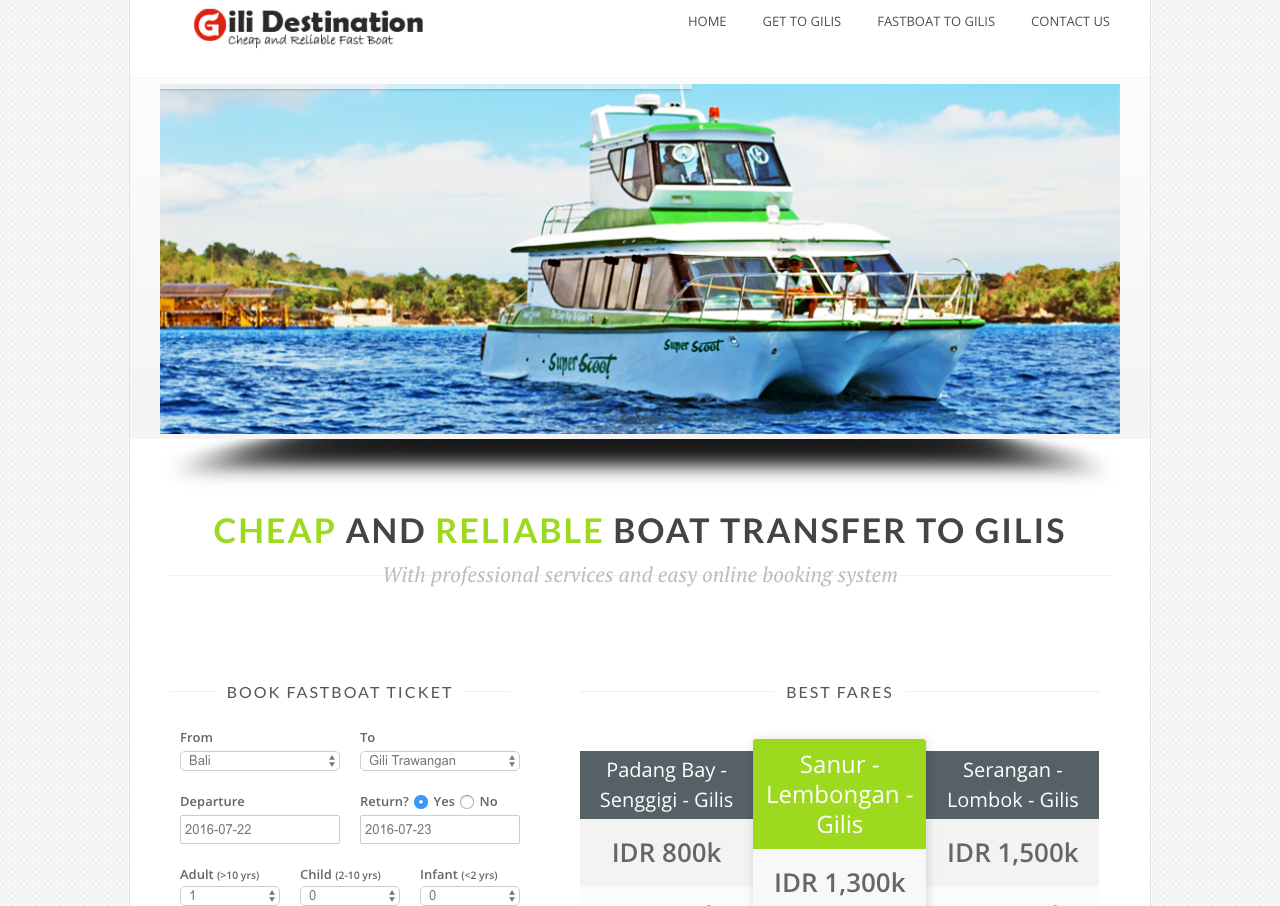 Gili Destination
Cheap and Reliable Fast Boat
HOME GET TO GILIS FASTBOAT TO GILIS CONTACT US
Super Scoot
Super Scoot
CHEAP AND RELIABLE BOAT TRANSFER TO GILIS
With professional services and easy online booking system
BOOK FASTBOAT TICKET
From To
Bali Gili Trawangan
Departure Return? Yes No
2016-07-22 2016-07-23
Adult (>10 yrs) Child (2-10 yrs) Infant (<2 yrs)
1 0 0
BEST FARES
Padang Bay -
Senggigi - Gilis
IDR 800k
Sanur -
Lembongan -
Gilis
IDR 1,300k
Serangan -
Lombok - Gilis
IDR 1,500k